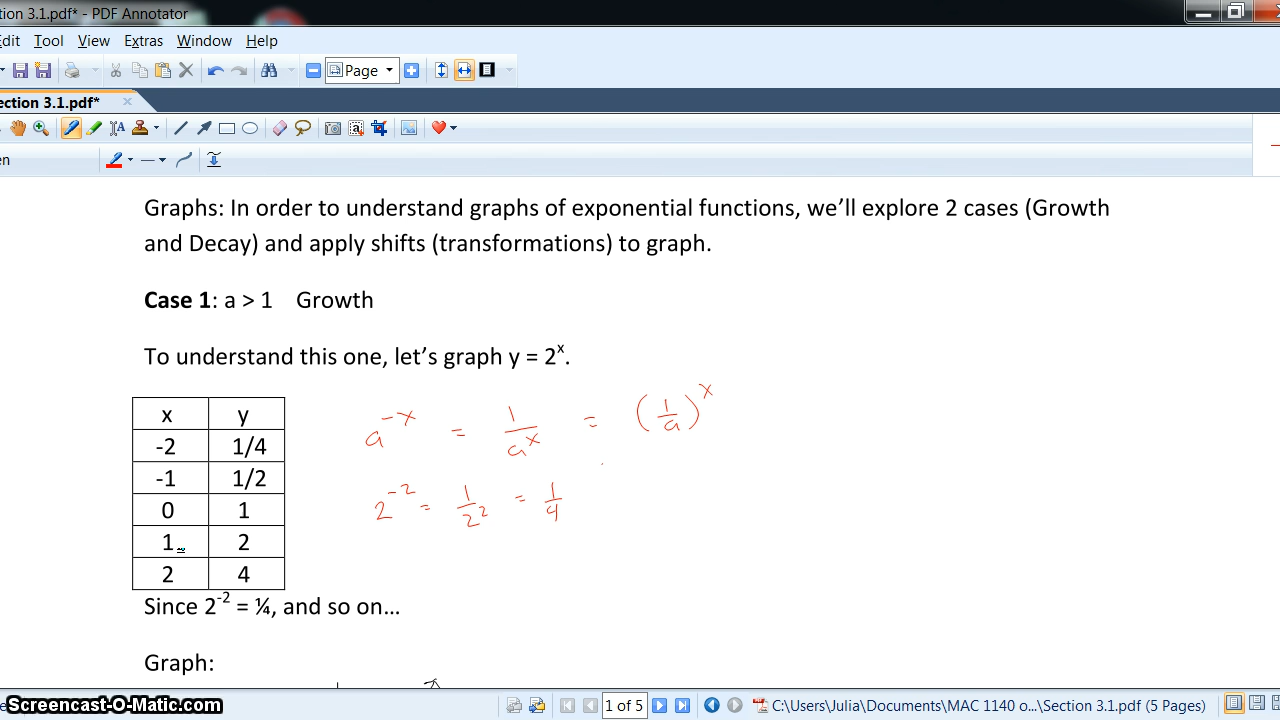 ction 3.1.pdf* - PDF Annotator
Edit Tool View Extras Window Help
Page
ection 3.1.pdf*
en
Graphs: In order to understand graphs of exponential functions, we'll explore 2 cases (Growth
and Decay) and apply shifts (transformations) to graph.
Case 1: a > 1 Growth
To understand this one, let's graph y = 2ˣ.
x y
-2 1/4
-1 1/2
0 1
1 2
2 4
a⁻ˣ = 1/aˣ = (1/a)ˣ
2⁻² = 1/2² = 1/4
Since 2⁻² = ¼, and so on…
Graph:
Screencast-O-Matic.com
1 of 5
C:\Users\Julia\Documents\MAC 1140 o...\Section 3.1.pdf (5 Pages)